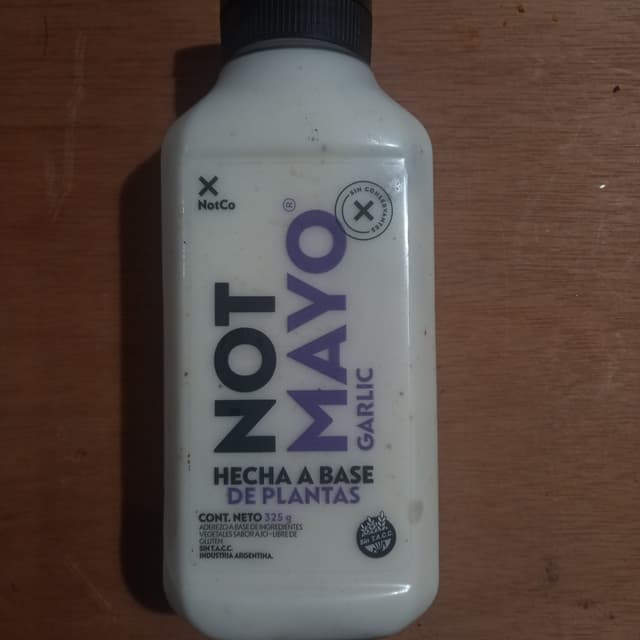 NotCo
SIN CONSERVANTES
NOT
MAYO®
GARLIC
HECHA A BASE
DE PLANTAS
CONT. NETO 325 g
ADEREZO A BASE DE INGREDIENTES
VEGETALES SABOR AJO - LIBRE DE
GLUTEN
SIN T.A.C.C.
INDUSTRIA ARGENTINA.
SIN T.A.C.C.